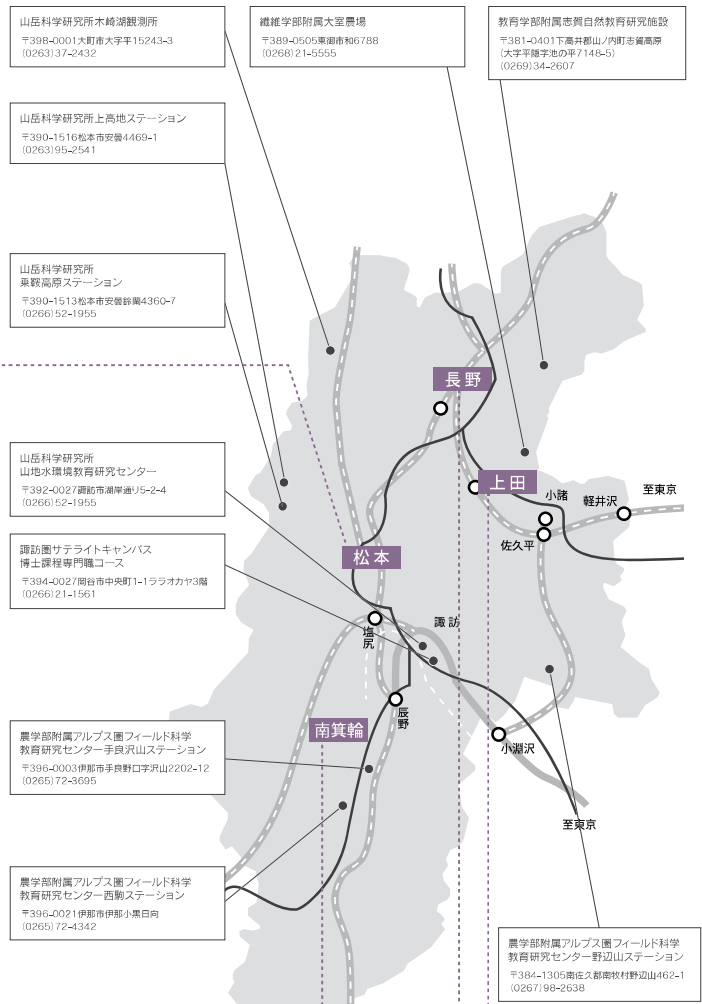 山岳科学研究所木崎湖観測所
〒398-0001大町市大字平15243-3
(0263)37-2432
繊維学部附属大室農場
〒389-0505東御市和6788
(0268)21-5555
教育学部附属志賀自然教育研究施設
〒381-0401下高井郡山ノ内町志賀高原
(大字平隠字池の平7148-5)
(0269)34-2607
山岳科学研究所上高地ステーション
〒390-1516松本市安曇4469-1
(0263)95-2541
山岳科学研究所
乗鞍高原ステーション
〒390-1513松本市安曇鈴蘭4360-7
(0266)52-1955
山岳科学研究所
山地水環境教育研究センター
〒392-0027諏訪市湖岸通り5-2-4
(0266)52-1955
諏訪圏サテライトキャンパス
博士課程専門職コース
〒394-0027岡谷市中央町1-1ララオカヤ3階
(0266)21-1561
農学部附属アルプス圏フィールド科学
教育研究センター手良沢山ステーション
〒396-0003伊那市手良野口字沢山2202-12
(0265)72-3695
農学部附属アルプス圏フィールド科学
教育研究センター西駒ステーション
〒396-0021伊那市伊那小黒日向
(0265)72-4342
農学部附属アルプス圏フィールド科学
教育研究センター野辺山ステーション
〒384-1305南佐久郡南牧村野辺山462-1
(0267)98-2638
長野
上田
小諸
軽井沢
至東京
佐久平
松本
諏訪
塩尻
辰野
南箕輪
小淵沢
至東京